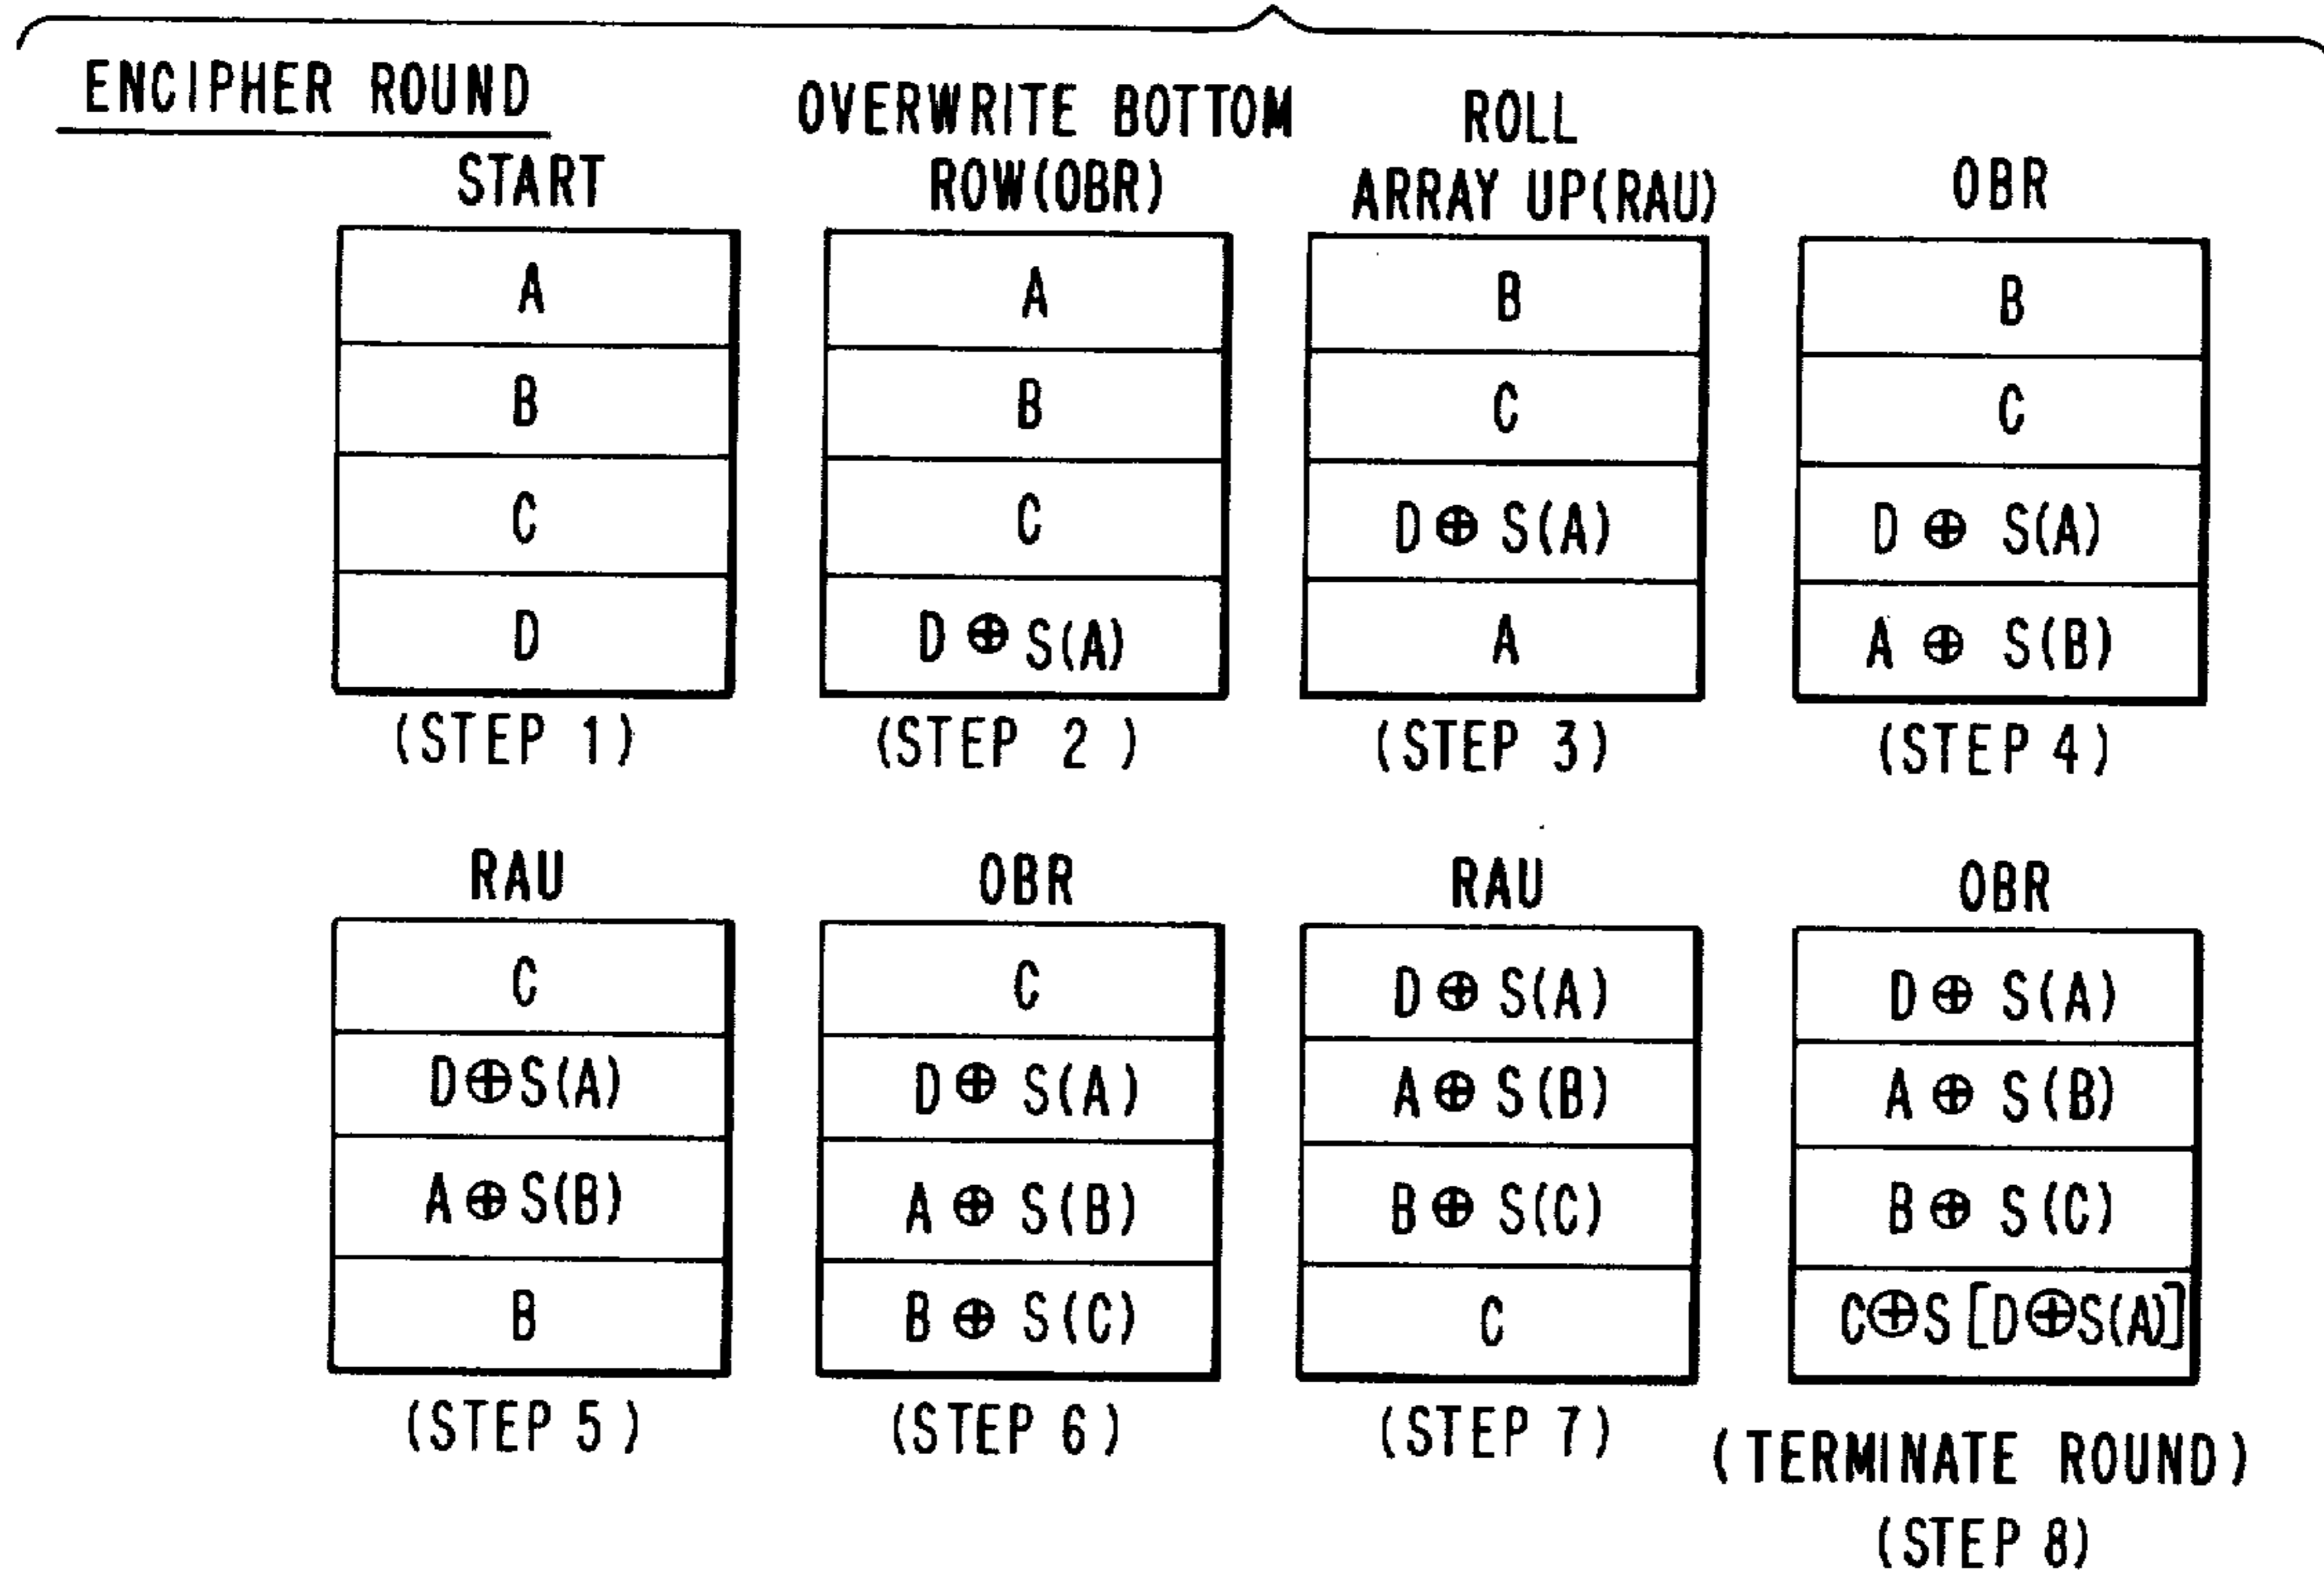 ENCIPHER ROUND
START
A
B
C
D
(STEP 1)
OVERWRITE BOTTOM
ROW(OBR)
A
B
C
D ⊕ S(A)
(STEP 2)
ROLL
ARRAY UP(RAU)
B
C
D ⊕ S(A)
A
(STEP 3)
OBR
B
C
D ⊕ S(A)
A ⊕ S(B)
(STEP 4)
RAU
C
D⊕S(A)
A⊕S(B)
B
(STEP 5)
OBR
C
D ⊕ S(A)
A ⊕ S(B)
B ⊕ S(C)
(STEP 6)
RAU
D ⊕ S(A)
A ⊕ S(B)
B ⊕ S(C)
C
(STEP 7)
OBR
D ⊕ S(A)
A ⊕ S(B)
B ⊕ S(C)
C⊕S[D⊕S(A)]
(TERMINATE ROUND)
(STEP 8)